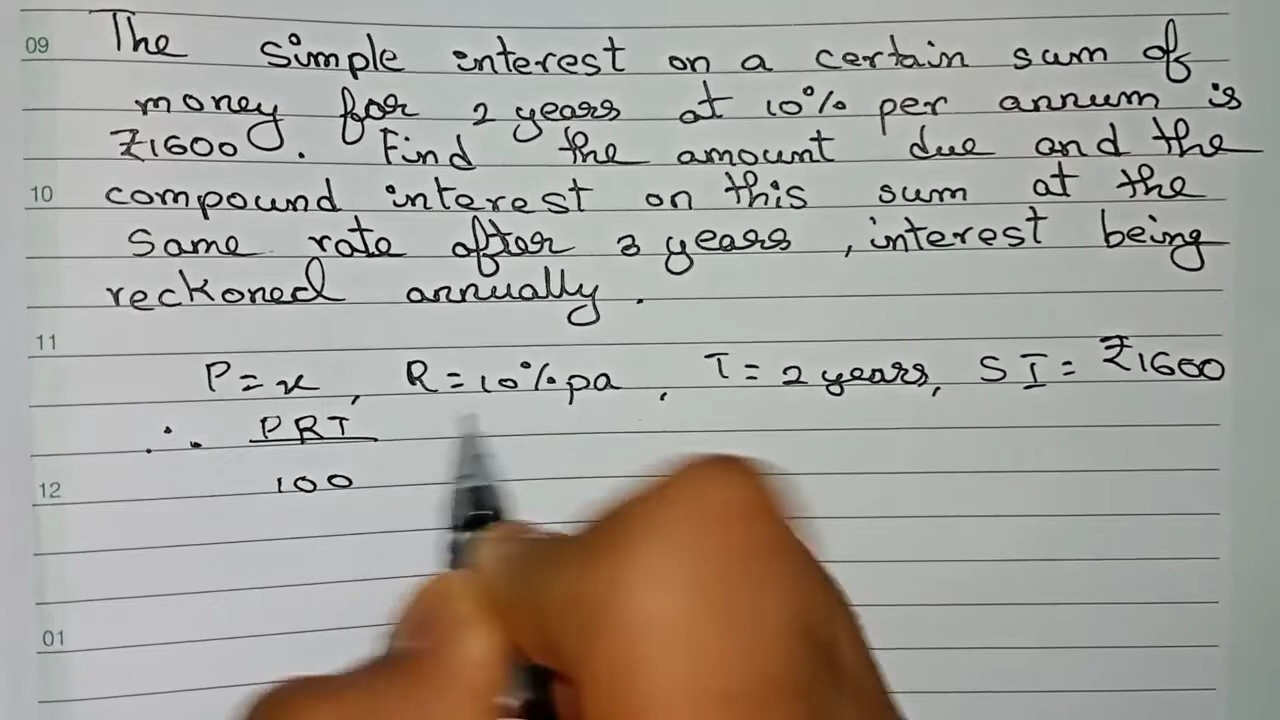 09 The simple interest on a certain sum of
money for 2 years at 10% per annum is
₹1600. Find the amount due and the
10 compound interest on this sum at the
same rate after 3 years, interest being
reckoned annually.
11
P = x, R = 10% pa, T = 2 years, SI = ₹1600
∴ PRT
12 100
01